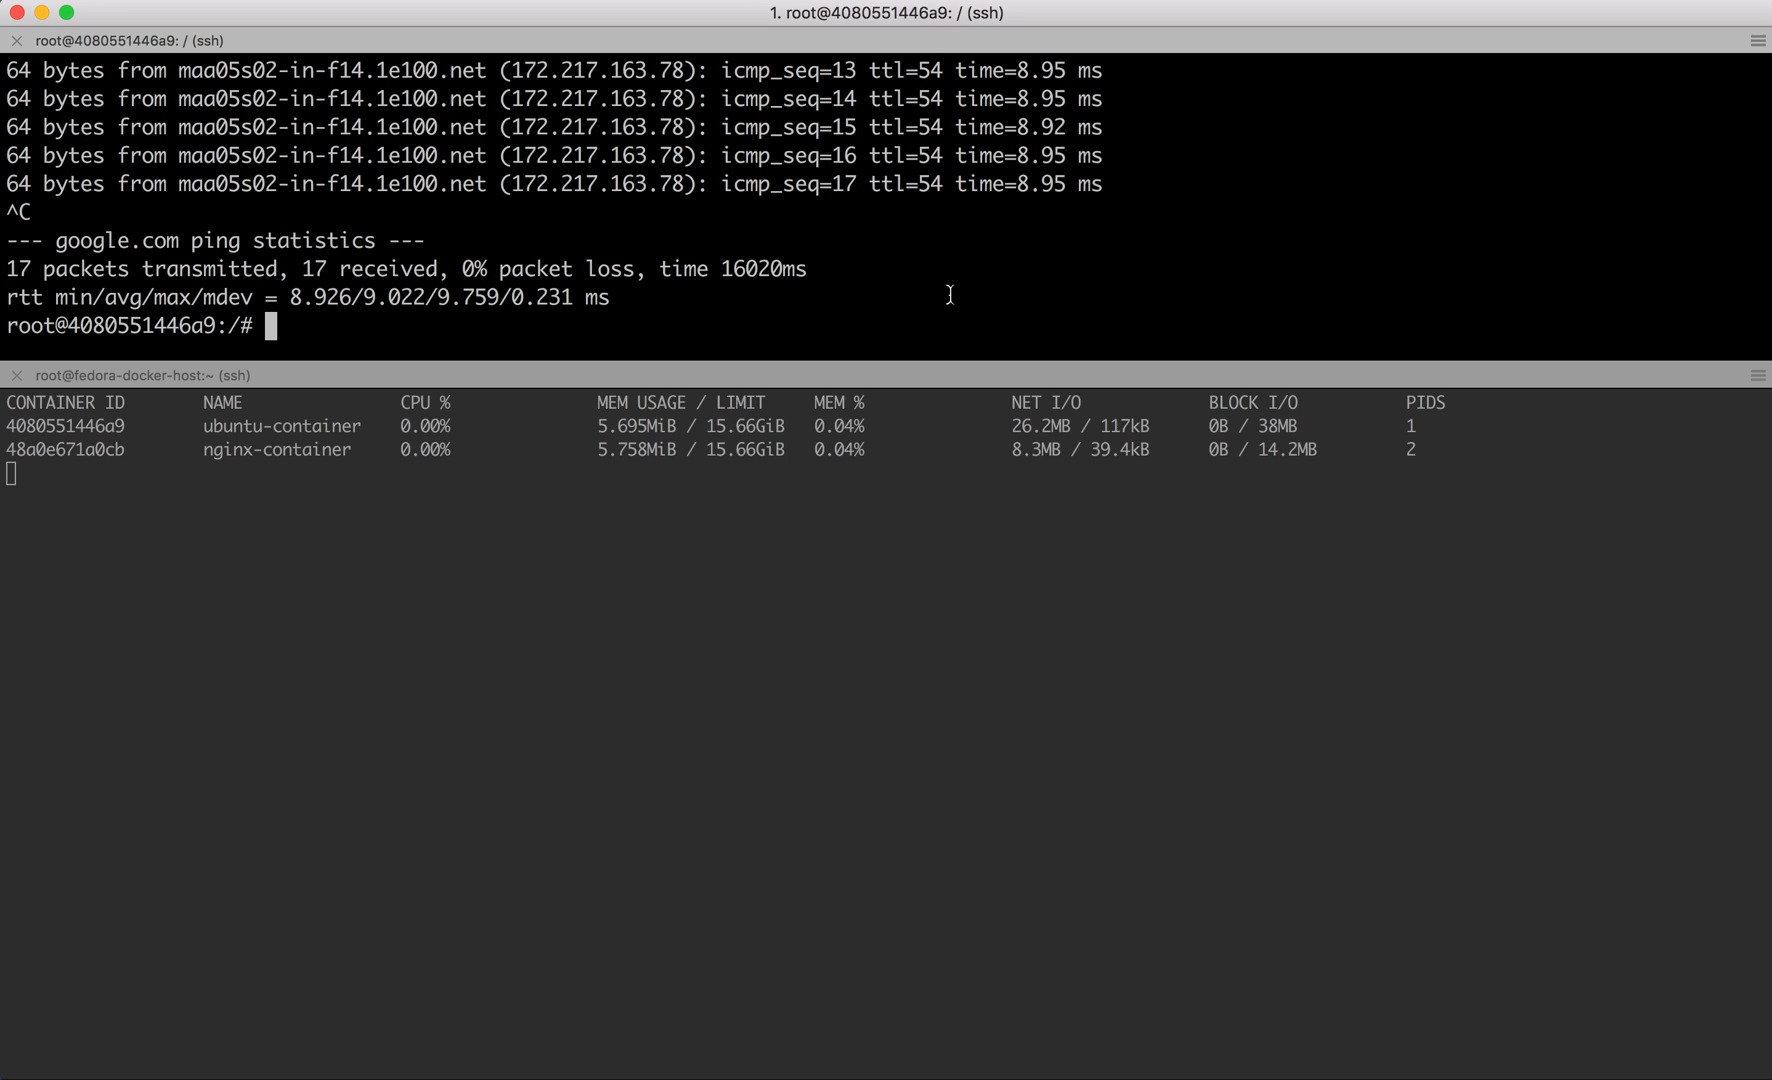 1. root@4080551446a9: / (ssh)
root@4080551446a9: / (ssh)
64 bytes from maa05s02-in-f14.1e100.net (172.217.163.78): icmp_seq=13 ttl=54 time=8.95 ms
64 bytes from maa05s02-in-f14.1e100.net (172.217.163.78): icmp_seq=14 ttl=54 time=8.95 ms
64 bytes from maa05s02-in-f14.1e100.net (172.217.163.78): icmp_seq=15 ttl=54 time=8.92 ms
64 bytes from maa05s02-in-f14.1e100.net (172.217.163.78): icmp_seq=16 ttl=54 time=8.95 ms
64 bytes from maa05s02-in-f14.1e100.net (172.217.163.78): icmp_seq=17 ttl=54 time=8.95 ms
^C
--- google.com ping statistics ---
17 packets transmitted, 17 received, 0% packet loss, time 16020ms
rtt min/avg/max/mdev = 8.926/9.022/9.759/0.231 ms
root@4080551446a9:/#
root@fedora-docker-host:~ (ssh)
CONTAINER ID NAME CPU % MEM USAGE / LIMIT MEM % NET I/O BLOCK I/O PIDS
4080551446a9 ubuntu-container 0.00% 5.695MiB / 15.66GiB 0.04% 26.2MB / 117kB 0B / 38MB 1
48a0e671a0cb nginx-container 0.00% 5.758MiB / 15.66GiB 0.04% 8.3MB / 39.4kB 0B / 14.2MB 2